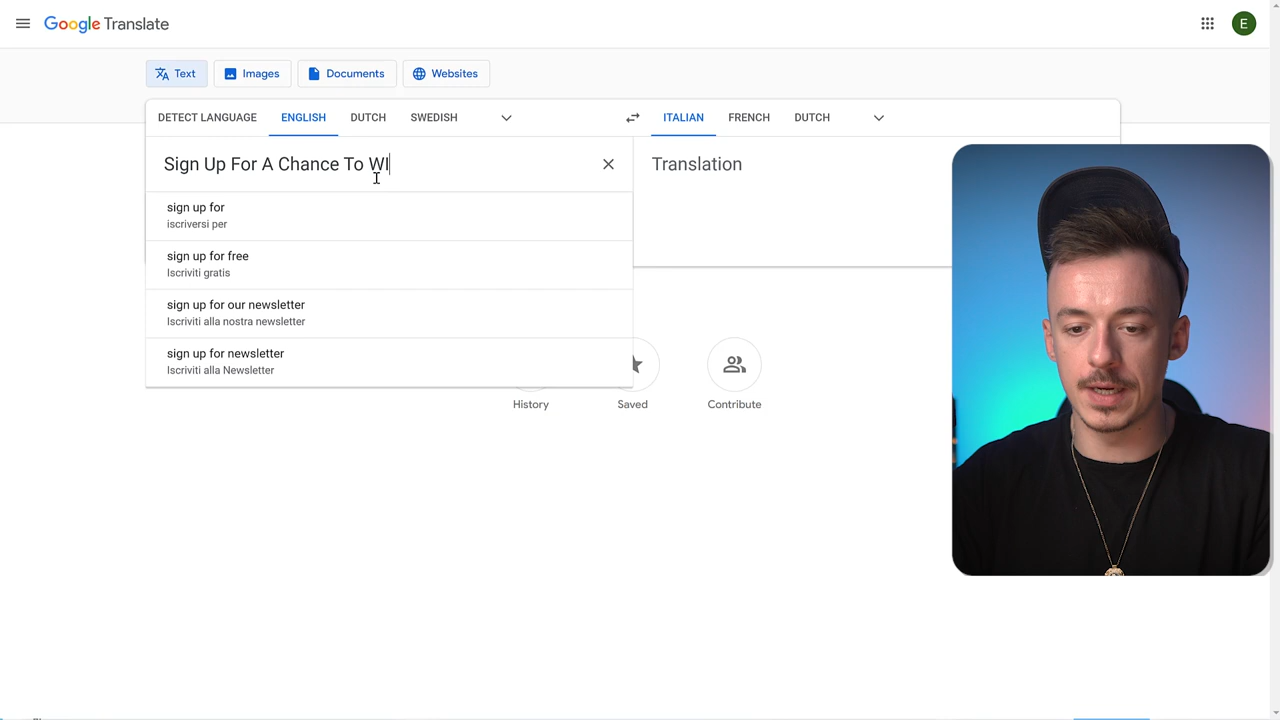 Google Translate
E
Text
Images
Documents
Websites
DETECT LANGUAGE
ENGLISH
DUTCH
SWEDISH
ITALIAN
FRENCH
DUTCH
Sign Up For A Chance To WI
Translation
sign up for
iscriversi per
sign up for free
Iscriviti gratis
sign up for our newsletter
Iscriviti alla nostra newsletter
sign up for newsletter
Iscriviti alla Newsletter
History
Saved
Contribute